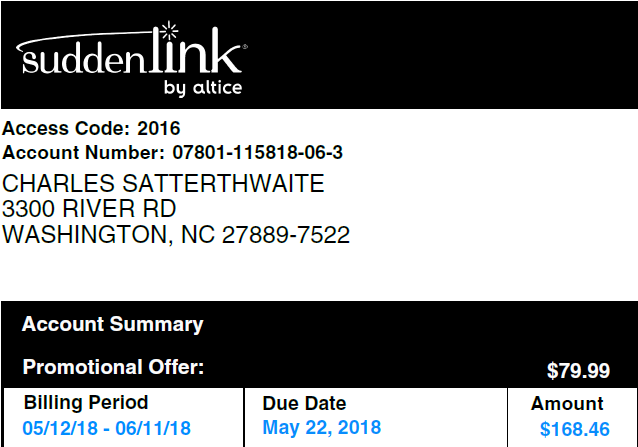 suddenlink®
by altice
Access Code: 2016
Account Number: 07801-115818-06-3
CHARLES SATTERTHWAITE
3300 RIVER RD
WASHINGTON, NC 27889-7522
Account Summary
Promotional Offer: $79.99
Billing Period Due Date Amount
05/12/18 - 06/11/18 May 22, 2018 $168.46